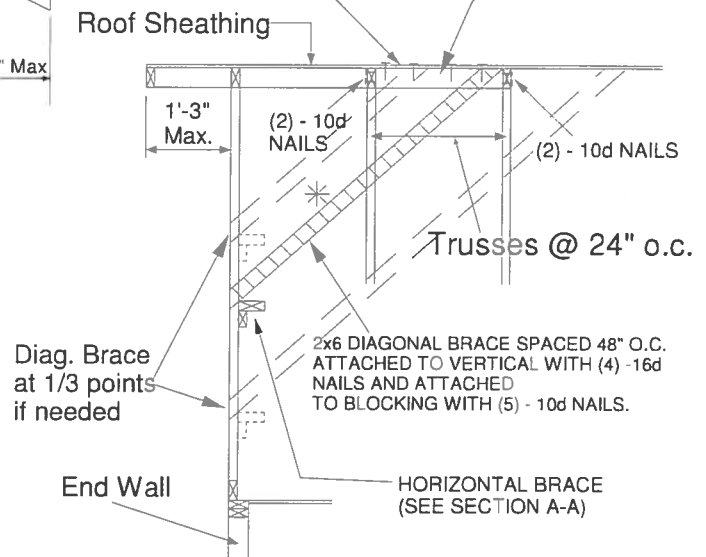 Roof Sheathing
" Max
1'-3"
Max.
(2) - 10d
NAILS
(2) - 10d NAILS
Trusses @ 24" o.c.
2x6 DIAGONAL BRACE SPACED 48" O.C.
ATTACHED TO VERTICAL WITH (4) -16d
NAILS AND ATTACHED
TO BLOCKING WITH (5) - 10d NAILS.
Diag. Brace
at 1/3 points
if needed
HORIZONTAL BRACE
(SEE SECTION A-A)
End Wall